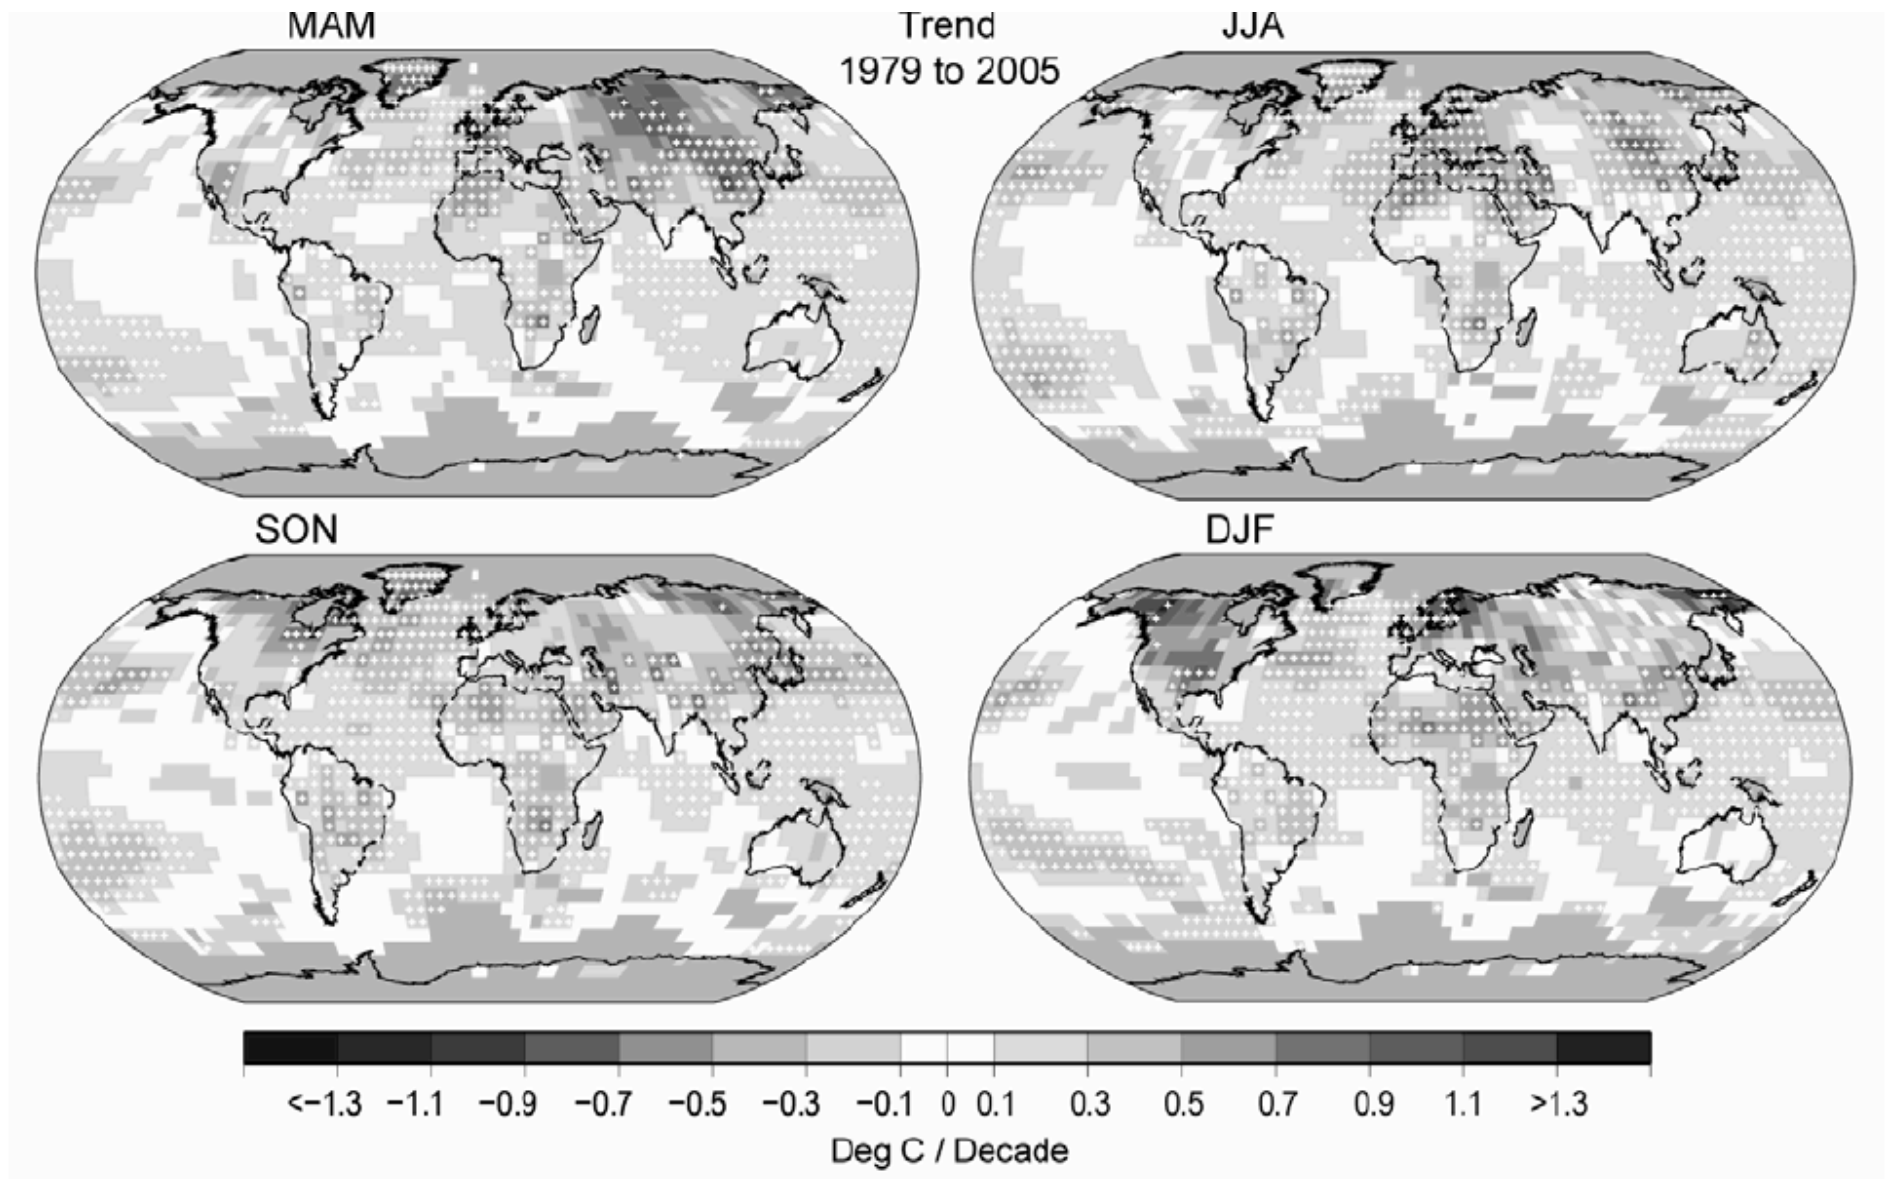 MAM
Trend
JJA
1979 to 2005
SON
DJF
<−1.3 −1.1 −0.9 −0.7 −0.5 −0.3 −0.1 0 0.1 0.3 0.5 0.7 0.9 1.1 >1.3
Deg C / Decade